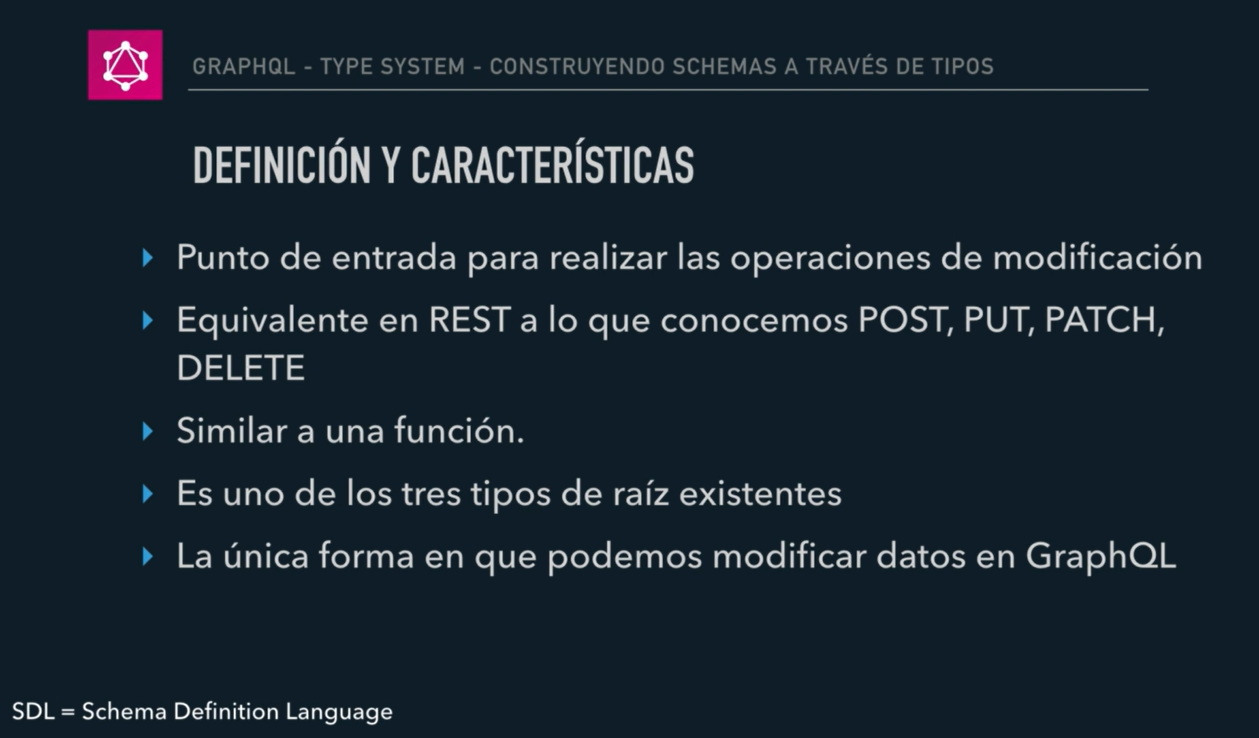 GRAPHQL - TYPE SYSTEM - CONSTRUYENDO SCHEMAS A TRAVÉS DE TIPOS
DEFINICIÓN Y CARACTERÍSTICAS
Punto de entrada para realizar las operaciones de modificación
Equivalente en REST a lo que conocemos POST, PUT, PATCH,
DELETE
Similar a una función.
Es uno de los tres tipos de raíz existentes
La única forma en que podemos modificar datos en GraphQL
SDL = Schema Definition Language